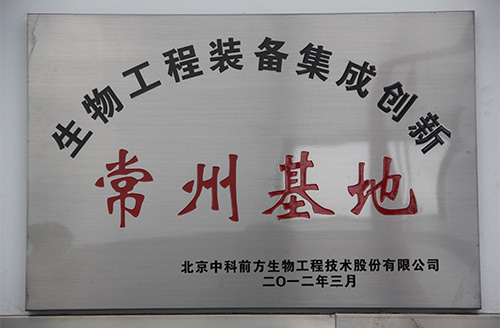 生物工程装备集成创新
常州基地
北京中科前方生物工程技术股份有限公司
二〇一二年三月